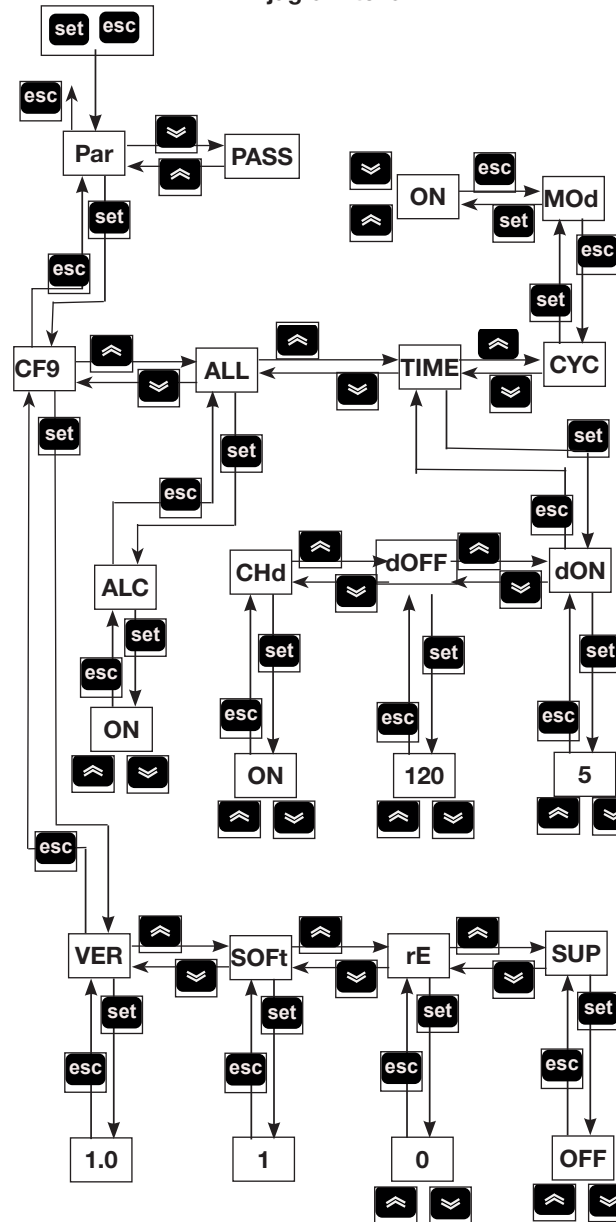 set esc
esc
Par PASS
ON esc MOd
set
set
esc
esc
set
CF9 ALL TIME CYC
set
set
set
esc
esc
CHd dOFF dON
ALC
set
set set set
esc
esc esc esc
ON
ON 120 5
esc
VER SOFt rE SUP
set set set set
esc esc esc esc
1.0 1 0 OFF